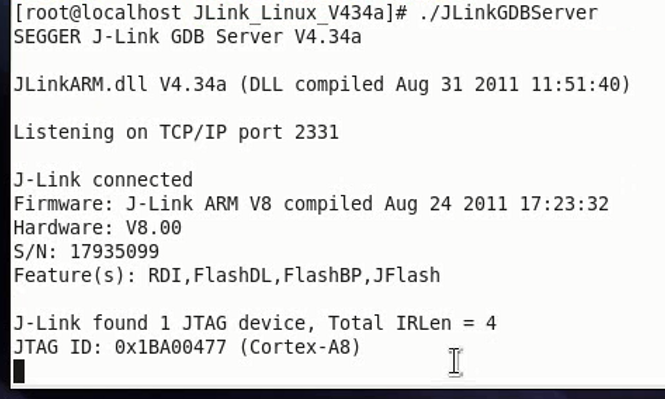 [root@localhost JLink_Linux_V434a]# ./JLinkGDBServer
SEGGER J-Link GDB Server V4.34a
JLinkARM.dll V4.34a (DLL compiled Aug 31 2011 11:51:40)
Listening on TCP/IP port 2331
J-Link connected
Firmware: J-Link ARM V8 compiled Aug 24 2011 17:23:32
Hardware: V8.00
S/N: 17935099
Feature(s): RDI,FlashDL,FlashBP,JFlash
J-Link found 1 JTAG device, Total IRLen = 4
JTAG ID: 0x1BA00477 (Cortex-A8)